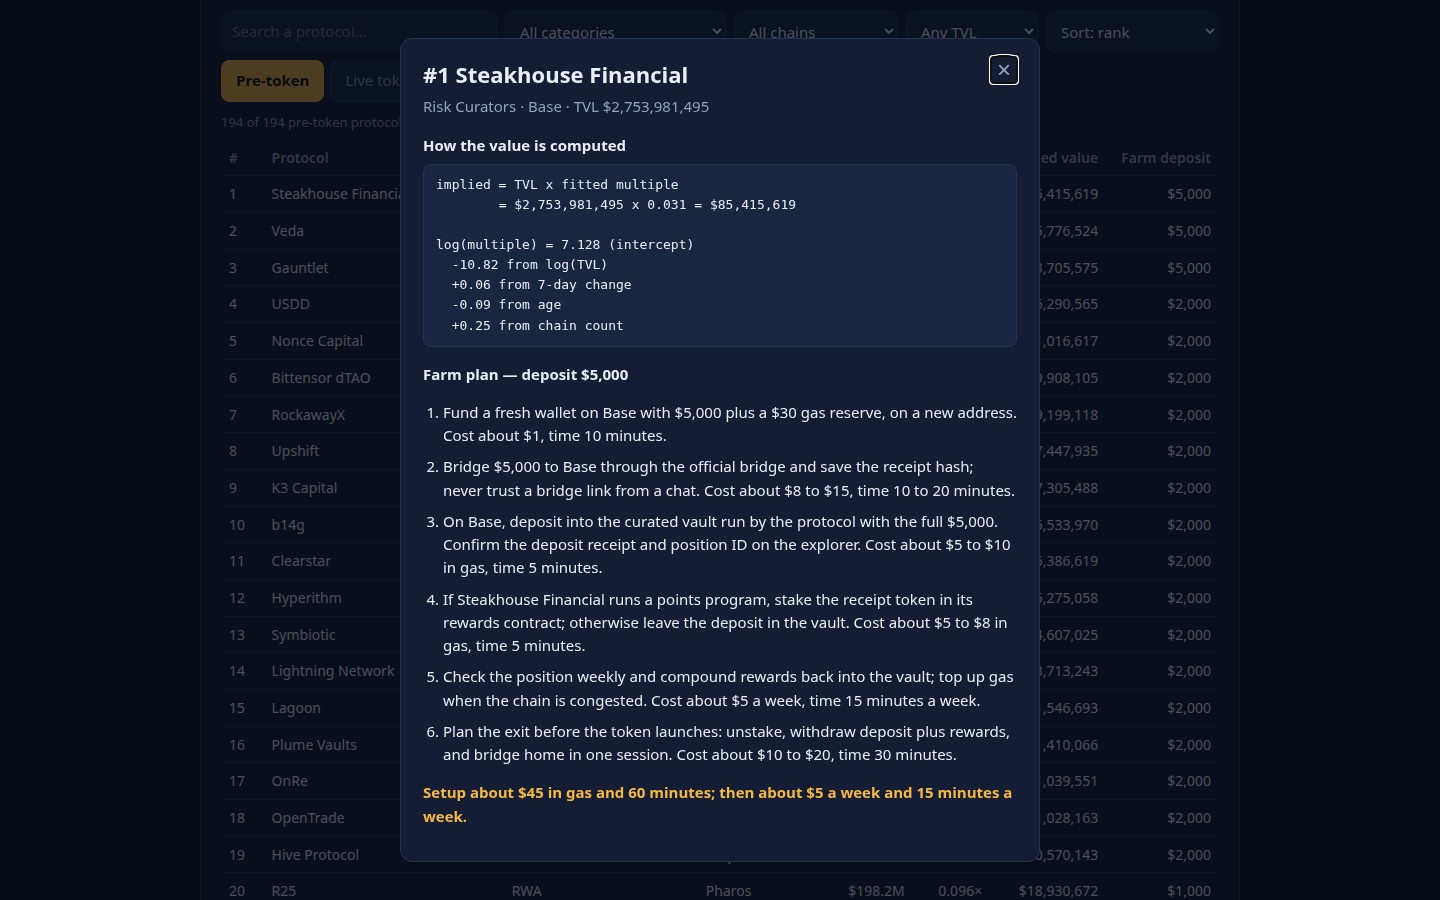 Search a protocol...
All categories
All chains
Any TVL
Sort: rank
Pre-token
Live tok
194 of 194 pre-token protoco
#1 Steakhouse Financial
Risk Curators · Base · TVL $2,753,981,495
How the value is computed
implied = TVL x fitted multiple
= $2,753,981,495 x 0.031 = $85,415,619
log(multiple) = 7.128 (intercept)
-10.82 from log(TVL)
+0.06 from 7-day change
-0.09 from age
+0.25 from chain count
Farm plan — deposit $5,000
1. Fund a fresh wallet on Base with $5,000 plus a $30 gas reserve, on a new address.
Cost about $1, time 10 minutes.
2. Bridge $5,000 to Base through the official bridge and save the receipt hash;
never trust a bridge link from a chat. Cost about $8 to $15, time 10 to 20 minutes.
3. On Base, deposit into the curated vault run by the protocol with the full $5,000.
Confirm the deposit receipt and position ID on the explorer. Cost about $5 to $10
in gas, time 5 minutes.
4. If Steakhouse Financial runs a points program, stake the receipt token in its
rewards contract; otherwise leave the deposit in the vault. Cost about $5 to $8 in
gas, time 5 minutes.
5. Check the position weekly and compound rewards back into the vault; top up gas
when the chain is congested. Cost about $5 a week, time 15 minutes a week.
6. Plan the exit before the token launches: unstake, withdraw deposit plus rewards,
and bridge home in one session. Cost about $10 to $20, time 30 minutes.
Setup about $45 in gas and 60 minutes; then about $5 a week and 15 minutes a
week.
# Protocol ed value Farm deposit
1 Steakhouse Financia 5,415,619 $5,000
2 Veda 5,776,524 $5,000
3 Gauntlet ,705,575 $5,000
4 USDD ,290,565 $2,000
5 Nonce Capital ,016,617 $2,000
6 Bittensor dTAO ,908,105 $2,000
7 RockawayX ,199,118 $2,000
8 Upshift ,447,935 $2,000
9 K3 Capital ,305,488 $2,000
10 b14g ,533,970 $2,000
11 Clearstar ,386,619 $2,000
12 Hyperithm ,275,058 $2,000
13 Symbiotic ,607,025 $2,000
14 Lightning Network ,713,243 $2,000
15 Lagoon ,546,693 $2,000
16 Plume Vaults ,410,066 $2,000
17 OnRe ,039,551 $2,000
18 OpenTrade ,028,163 $2,000
19 Hive Protocol 0,570,143 $2,000
20 R25 RWA Pharos $198.2M 0.096× $18,930,672 $1,000